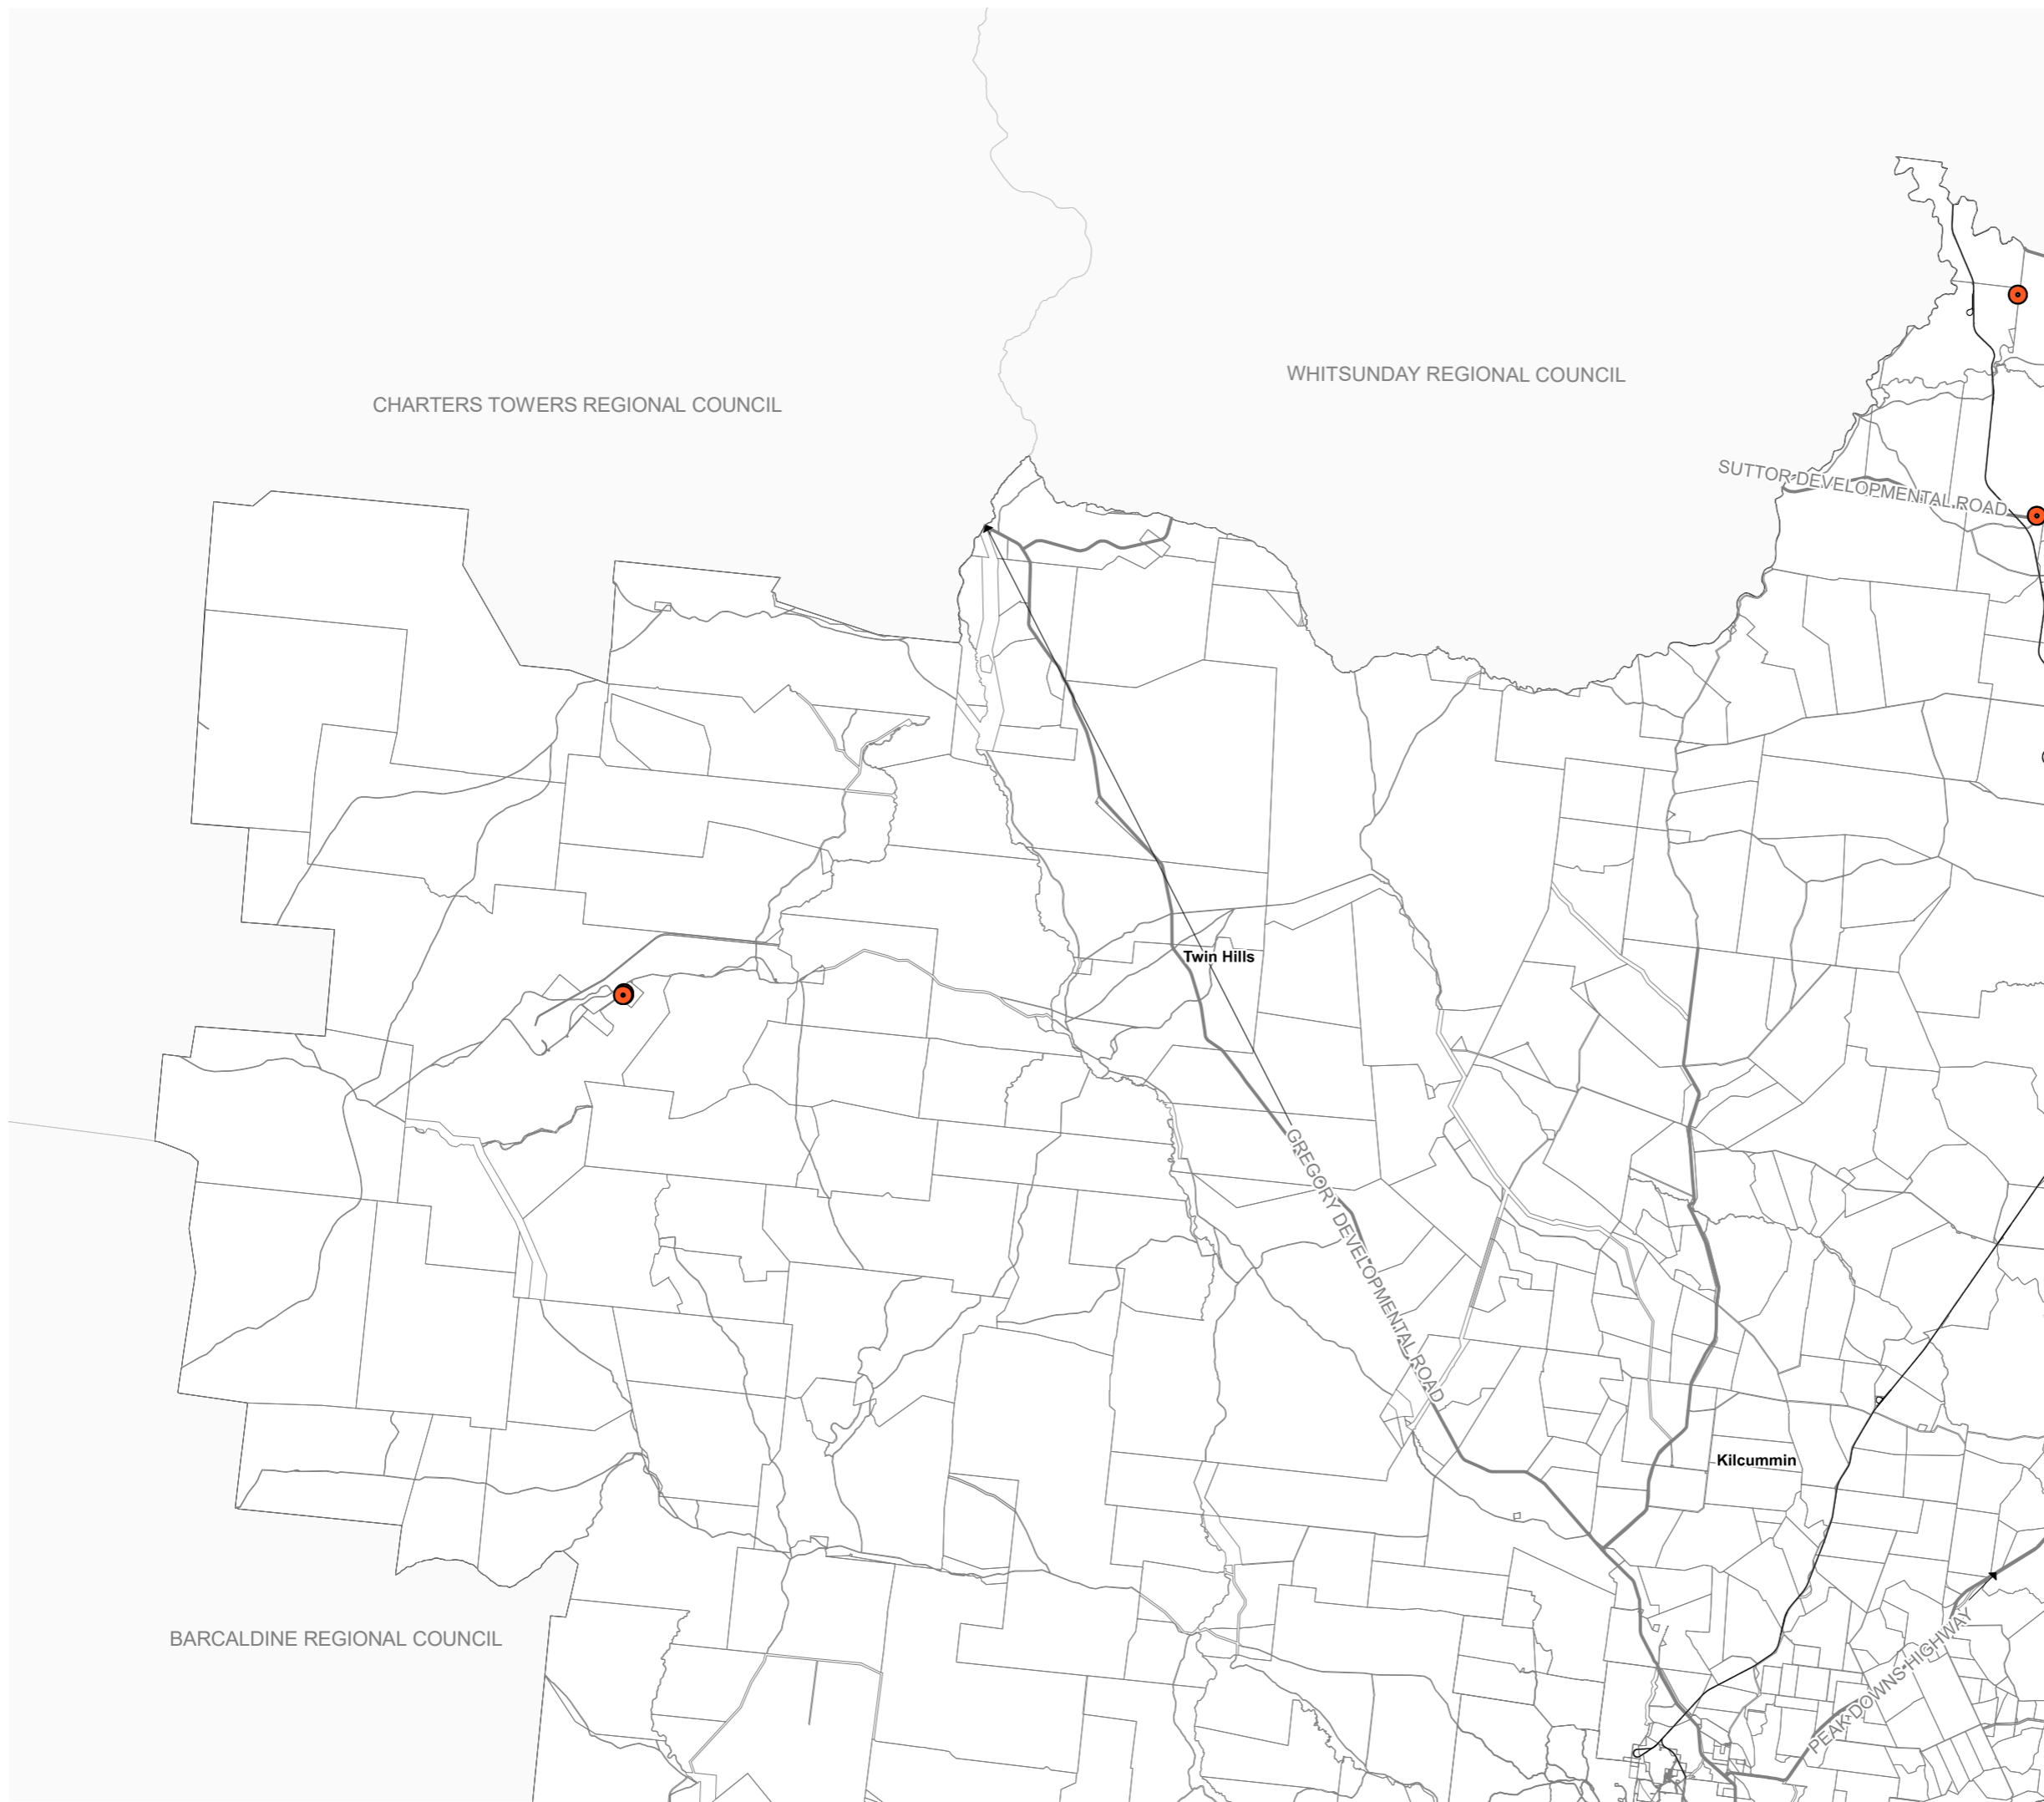 WHITSUNDAY REGIONAL COUNCIL
CHARTERS TOWERS REGIONAL COUNCIL
SUTTOR DEVELOPMENTAL ROAD
Twin Hills
GREGORY DEVELOPMENTAL ROAD
Kilcummin
BARCALDINE REGIONAL COUNCIL
PEAK DOWNS HIGHWAY